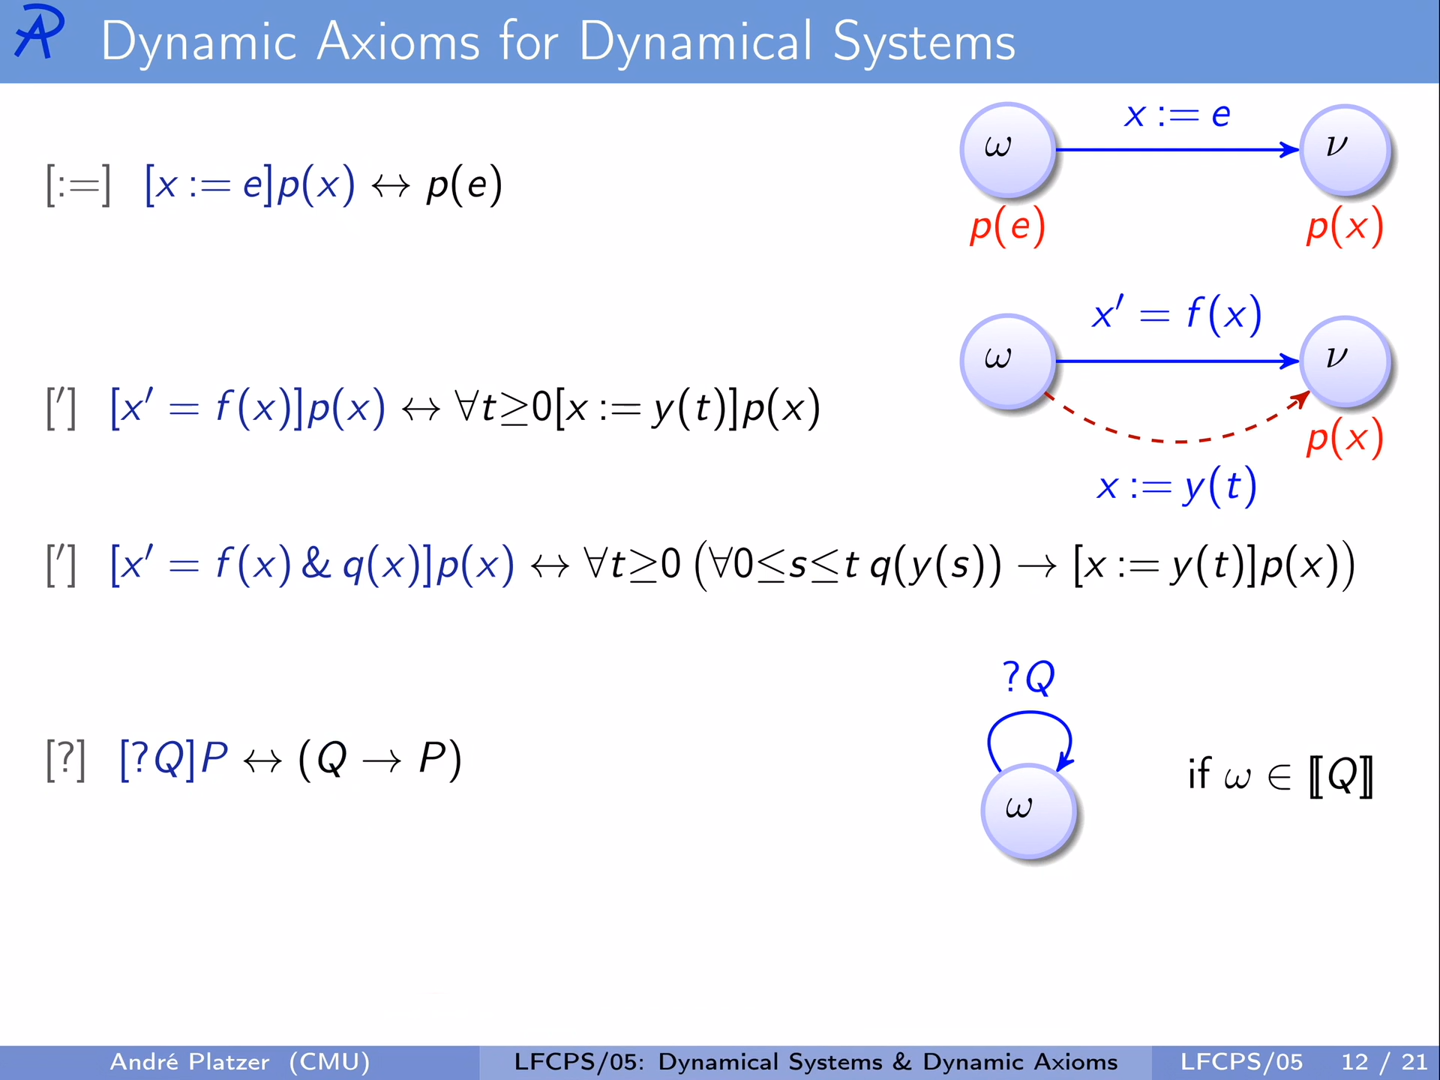 Dynamic Axioms for Dynamical Systems
[:=] [x := e]p(x) ↔ p(e)
ω
x := e
ν
p(e)
p(x)
['] [x′ = f(x)]p(x) ↔ ∀t≥0[x := y(t)]p(x)
ω
x′ = f(x)
ν
p(x)
x := y(t)
['] [x′ = f(x) & q(x)]p(x) ↔ ∀t≥0 (∀0≤s≤t q(y(s)) → [x := y(t)]p(x))
[?] [?Q]P ↔ (Q → P)
?Q
ω
if ω ∈ ⟦Q⟧
André Platzer (CMU) LFCPS/05: Dynamical Systems & Dynamic Axioms LFCPS/05 12 / 21